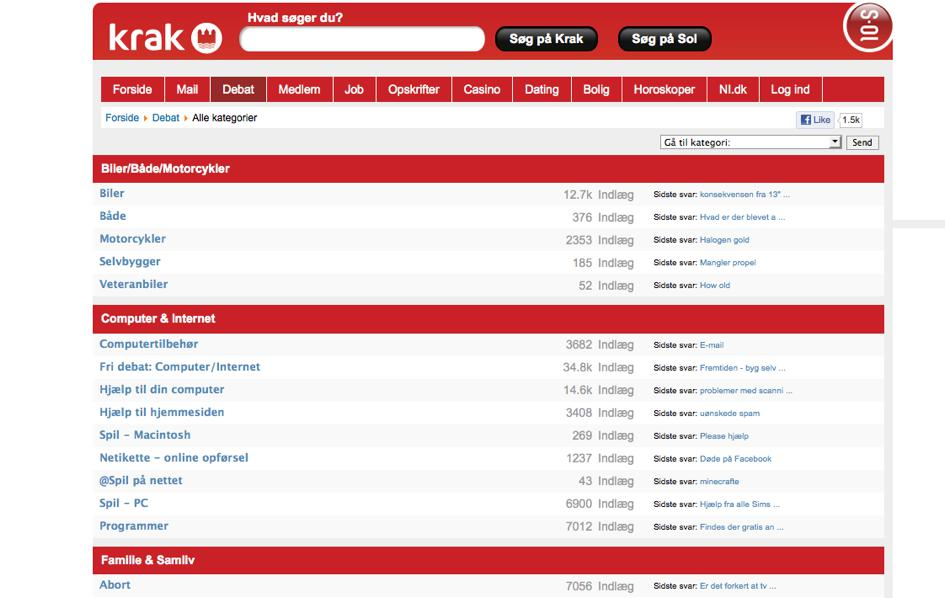 Hvad søger du?
krak
Søg på Krak
Søg på Sol
SOL
Forside Mail Debat Medlem Job Opskrifter Casino Dating Bolig Horoskoper NI.dk Log ind
Forside Debat Alle kategorier
Like 1.5k
Gå til kategori: Send
Biler/Både/Motorcykler
Biler 12.7k Indlæg Sidste svar: konsekvensen fra 13" ...
Både 376 Indlæg Sidste svar: Hvad er der blevet a ...
Motorcykler 2353 Indlæg Sidste svar: Halogen gold
Selvbygger 185 Indlæg Sidste svar: Mangler propel
Veteranbiler 52 Indlæg Sidste svar: How old
Computer & Internet
Computertilbehør 3682 Indlæg Sidste svar: E-mail
Fri debat: Computer/Internet 34.8k Indlæg Sidste svar: Fremtiden - byg selv ...
Hjælp til din computer 14.6k Indlæg Sidste svar: problemer med scanni ...
Hjælp til hjemmesiden 3408 Indlæg Sidste svar: uønskede spam
Spil - Macintosh 269 Indlæg Sidste svar: Please hjælp
Netikette - online opførsel 1237 Indlæg Sidste svar: Døde på Facebook
@Spil på nettet 43 Indlæg Sidste svar: minecrafte
Spil - PC 6900 Indlæg Sidste svar: Hjælp fra alle Sims ...
Programmer 7012 Indlæg Sidste svar: Findes der gratis an ...
Familie & Samliv
Abort 7056 Indlæg Sidste svar: Er det forkert at tv ...